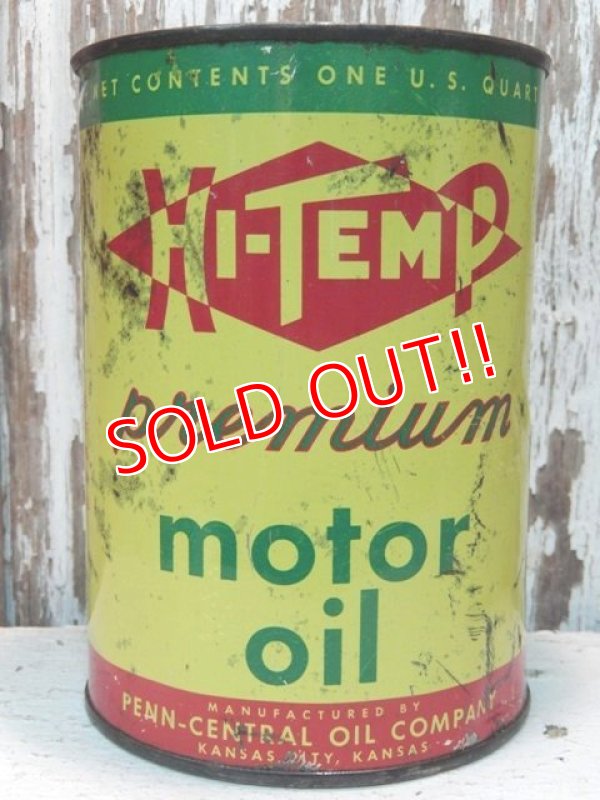 NET CONTENTS ONE U.S. QUART
HI-TEMP
SOLD OUT!!
premium
motor
oil
MANUFACTURED BY
PENN-CENTRAL OIL COMPANY
KANSAS CITY, KANSAS